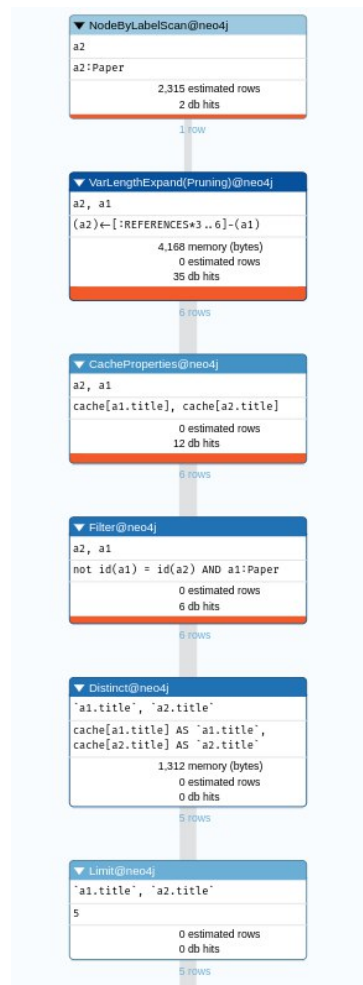 ▼ NodeByLabelScan@neo4j
a2
a2:Paper
2,315 estimated rows
2 db hits
1 row
▼ VarLengthExpand(Pruning)@neo4j
a2, a1
(a2)←[:REFERENCES*3..6]-(a1)
4,168 memory (bytes)
0 estimated rows
35 db hits
6 rows
▼ CacheProperties@neo4j
a2, a1
cache[a1.title], cache[a2.title]
0 estimated rows
12 db hits
6 rows
▼ Filter@neo4j
a2, a1
not id(a1) = id(a2) AND a1:Paper
0 estimated rows
6 db hits
6 rows
▼ Distinct@neo4j
`a1.title`, `a2.title`
cache[a1.title] AS `a1.title`,
cache[a2.title] AS `a2.title`
1,312 memory (bytes)
0 estimated rows
0 db hits
5 rows
▼ Limit@neo4j
`a1.title`, `a2.title`
5
0 estimated rows
0 db hits
5 rows